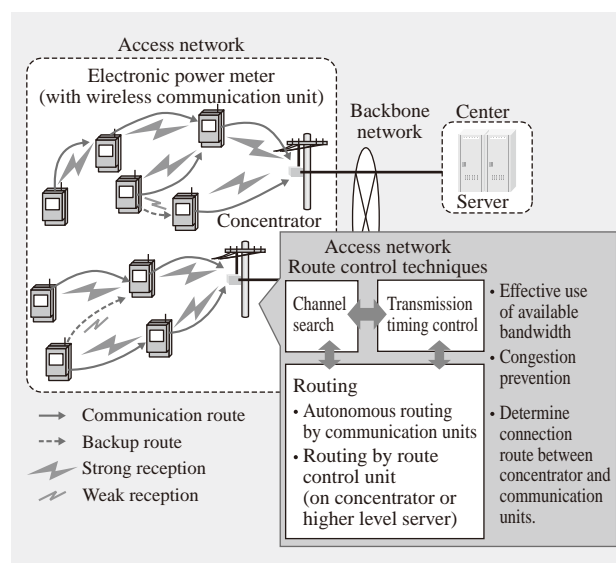 Access network
Electronic power meter
(with wireless communication unit)
Backbone
network
Center
Server
Concentrator
Access network
Route control techniques
Channel
search
Transmission
timing control
Routing
• Autonomous routing
by communication units
• Routing by route
control unit
(on concentrator or
higher level server)
• Effective use
of available
bandwidth
• Congestion
prevention
• Determine
connection
route between
concentrator and
communication
units.
Communication route
Backup route
Strong reception
Weak reception